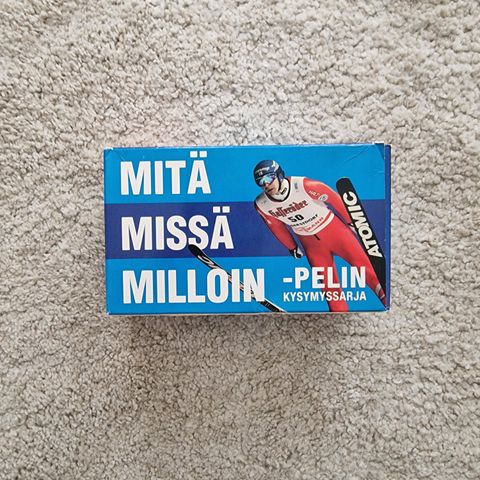 MITÄ
MISSÄ
MILLOIN
-PELIN
KYSYMYSSARJA
50
ATOMIC